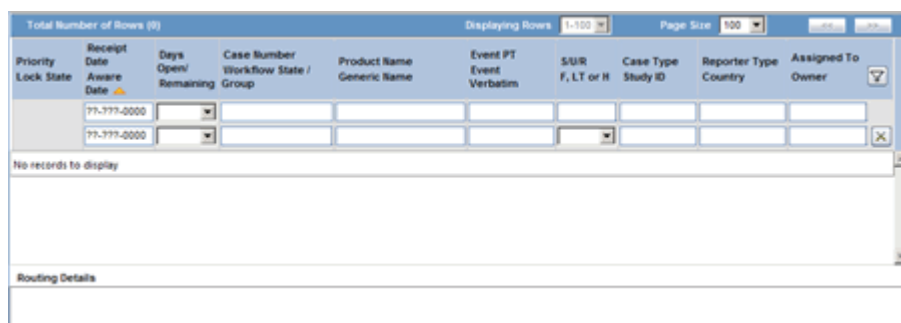 Total Number of Rows (0) Displaying Rows 1-100 Page Size 100 << >>
Priority Lock State
Receipt Date Aware Date
Days Open/ Remaining
Case Number Workflow State / Group
Product Name Generic Name
Event PT Event Verbatim
S/U/R F, LT or H
Case Type Study ID
Reporter Type Country
Assigned To Owner
??-???-0000
??-???-0000
No records to display
Routing Details